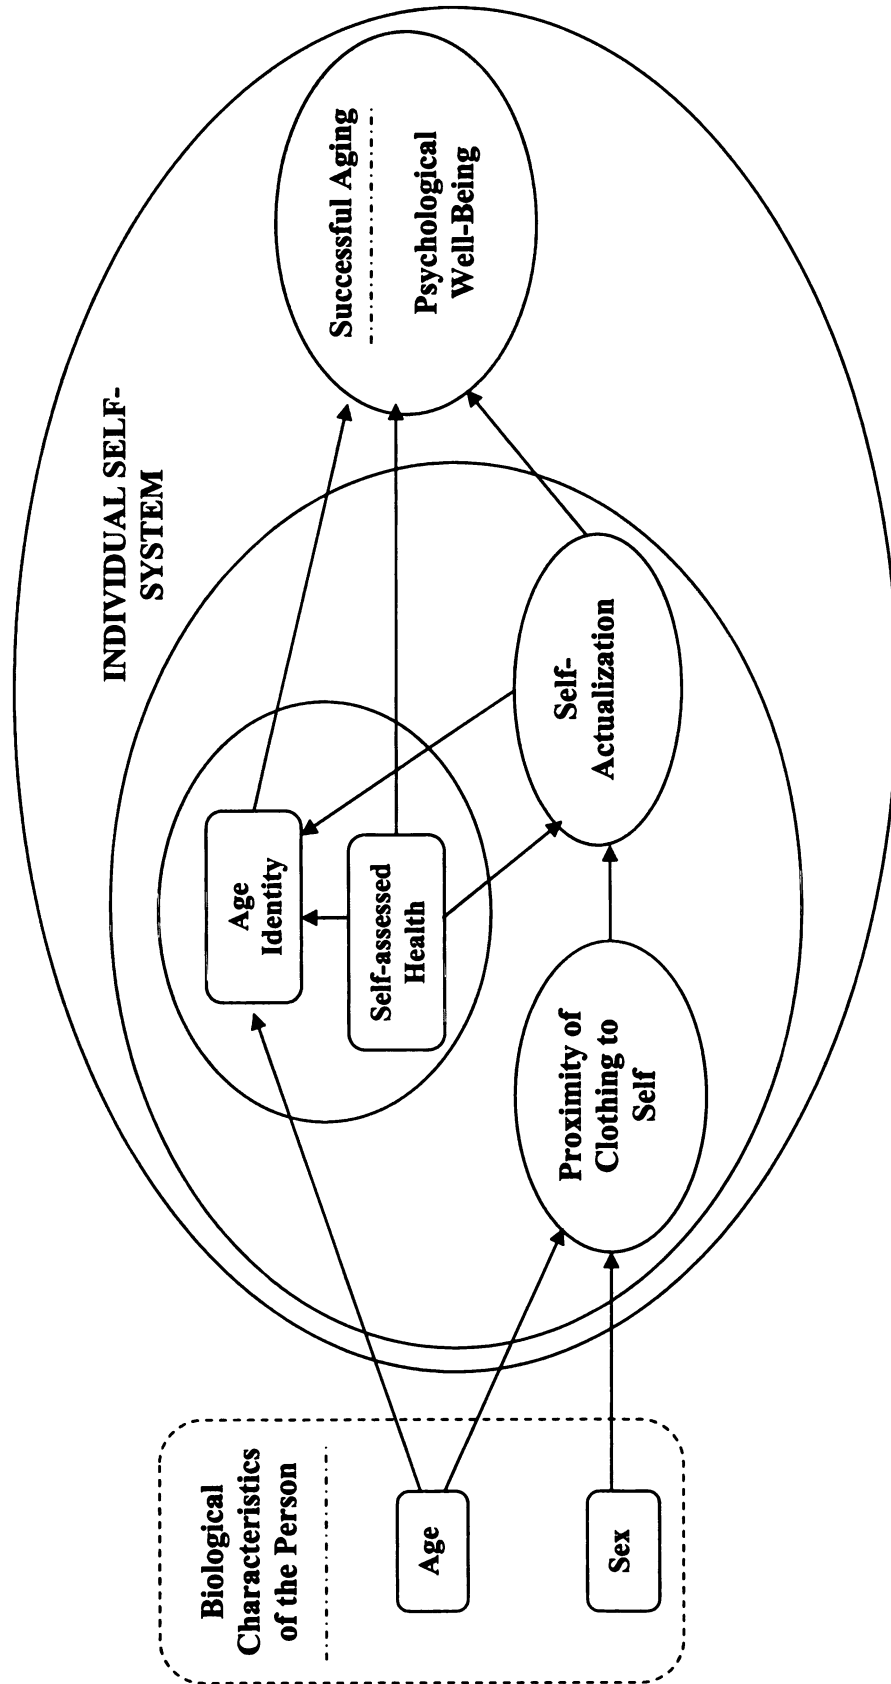 INDIVIDUAL SELF-
SYSTEM
Biological
Characteristics
of the Person
Age
Sex
Age
Identity
Self-assessed
Health
Proximity of
Clothing to
Self
Self-
Actualization
Successful Aging
Psychological
Well-Being